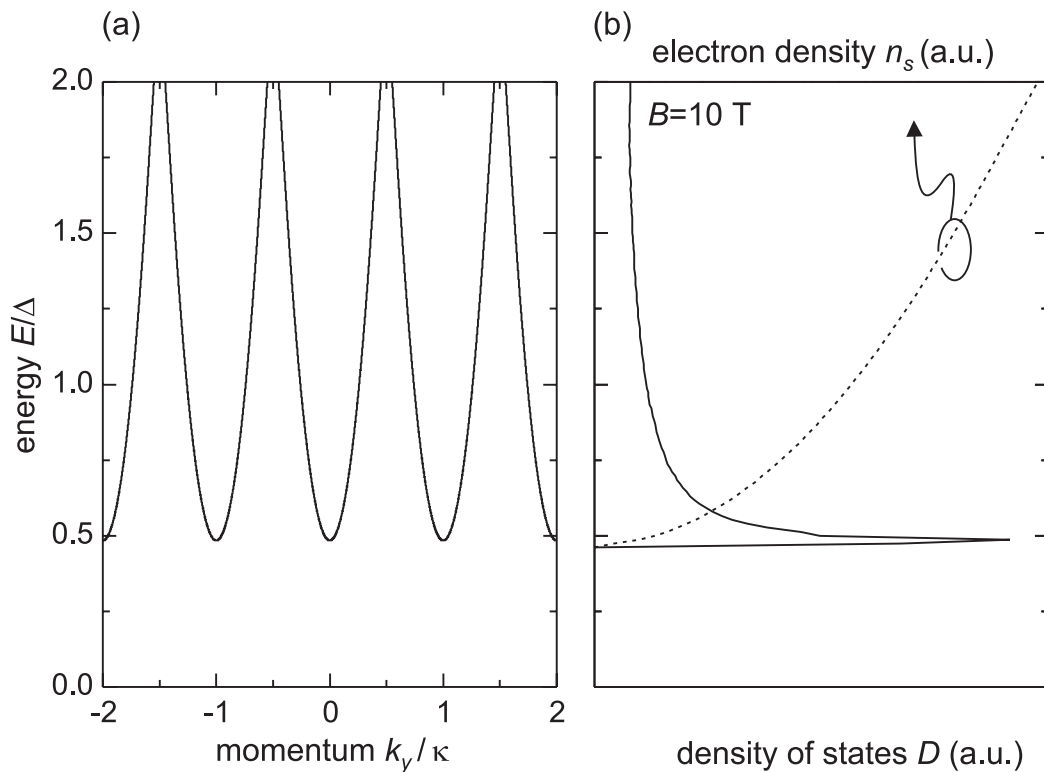 (a)
(b)
electron density n_s (a.u.)
B=10 T
2.0
1.5
1.0
0.5
0.0
energy E/Δ
-2
-1
0
1
2
momentum k_y / κ
density of states D (a.u.)